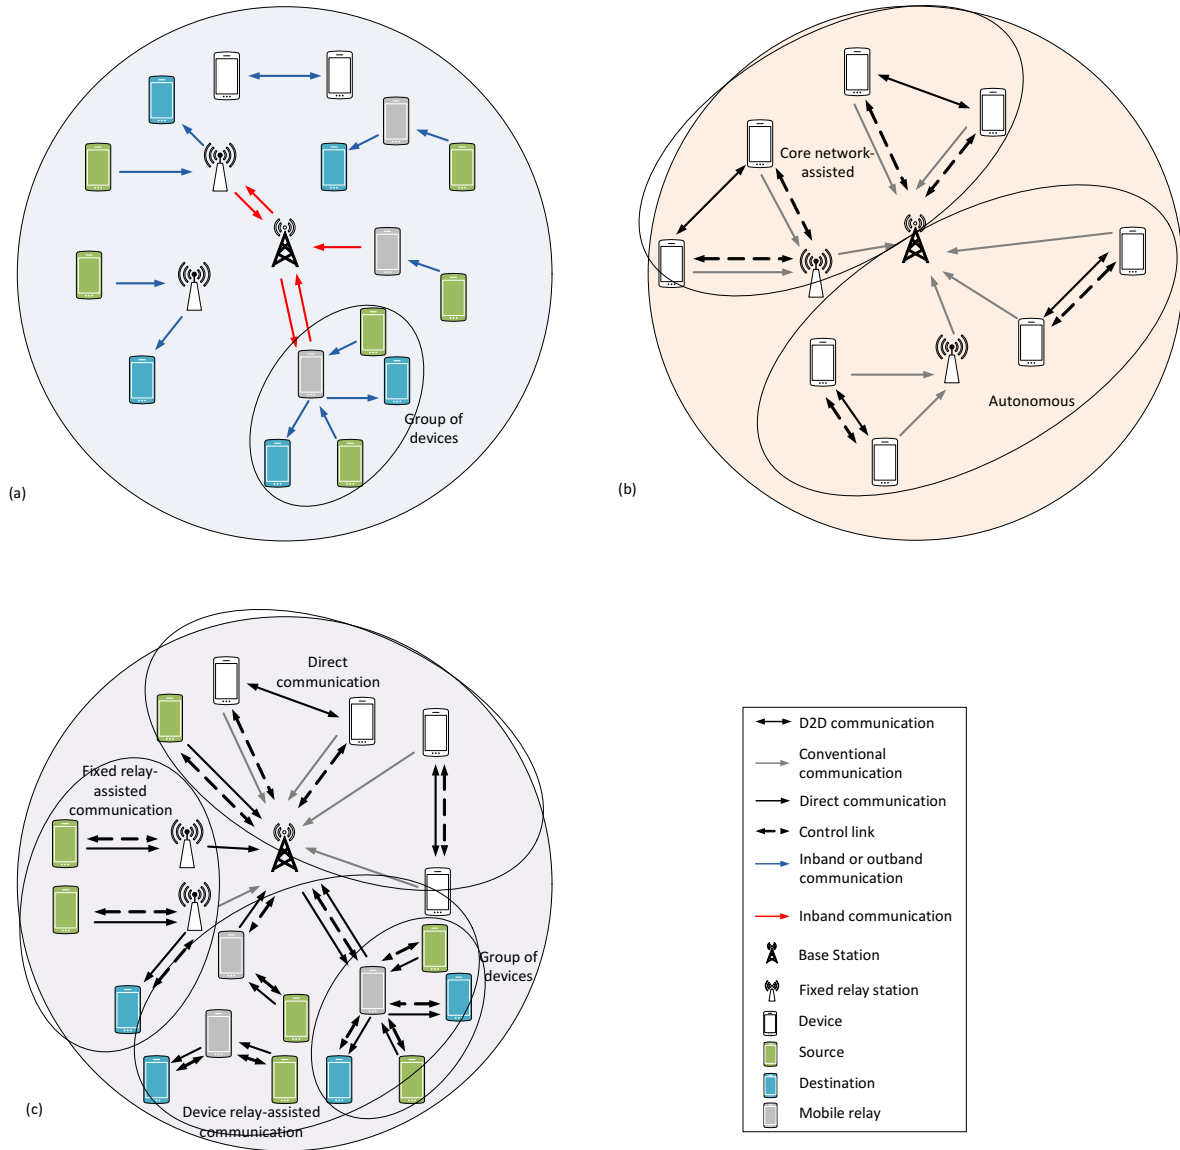 Group of
devices
(a)
Core network-
assisted
Autonomous
(b)
Direct
communication
Fixed relay-
assisted
communication
Group of
devices
Device relay-assisted
communication
(c)
D2D communication
Conventional
communication
Direct communication
Control link
Inband or outband
communication
Inband communication
Base Station
Fixed relay station
Device
Source
Destination
Mobile relay